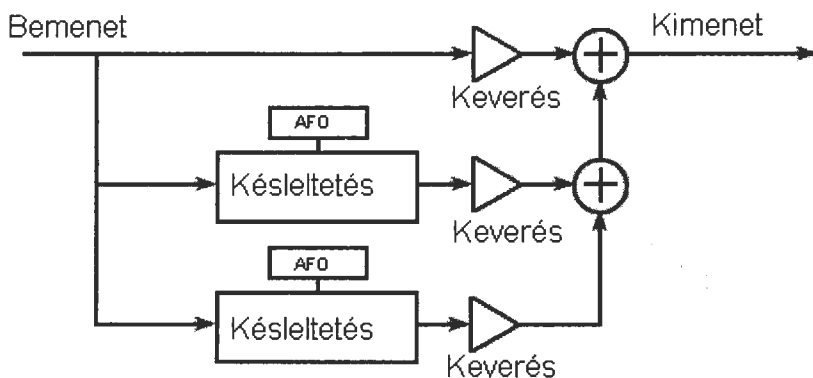 Bemenet
Kimenet
Keverés
AFO
Késleltetés
Keverés
AFO
Késleltetés
Keverés